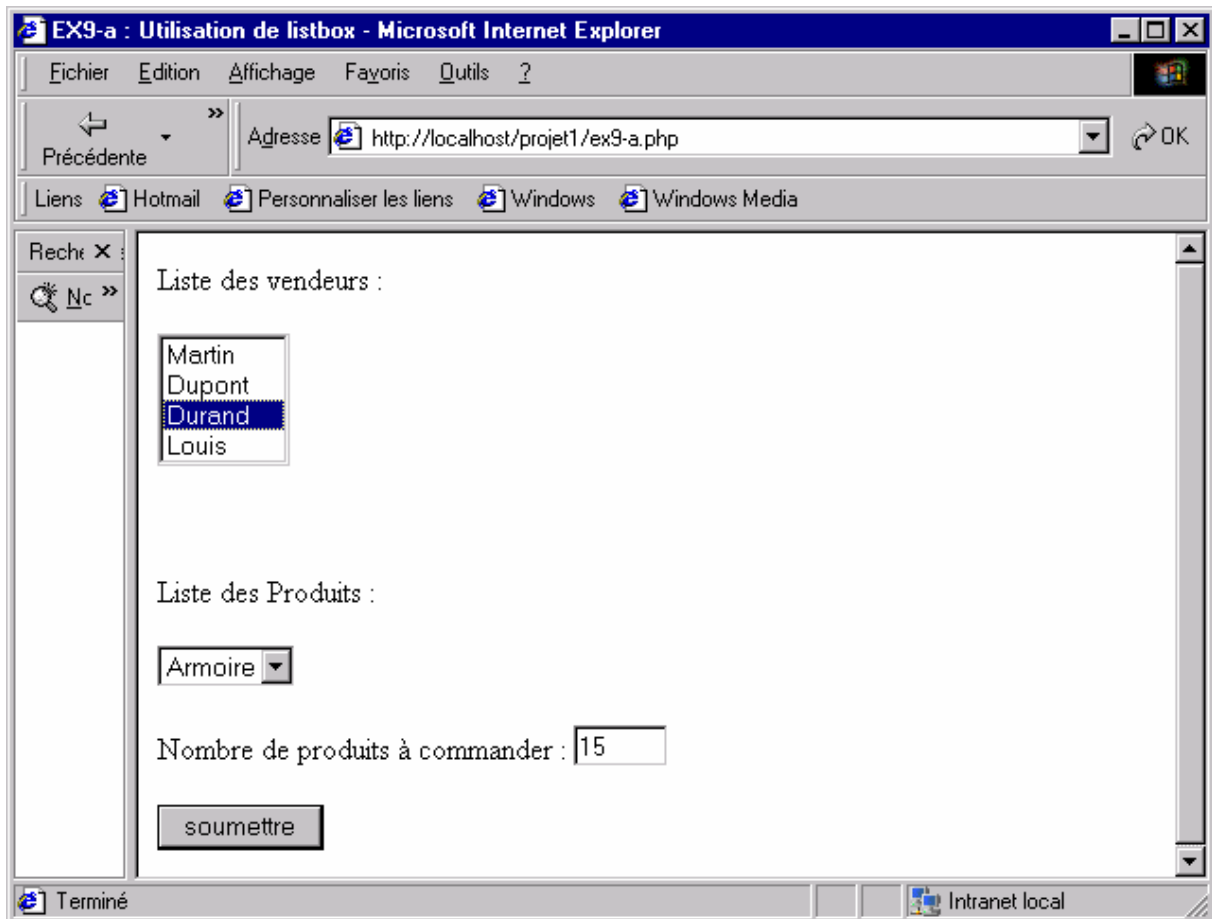 EX9-a : Utilisation de listbox - Microsoft Internet Explorer
Fichier Edition Affichage Favoris Outils ?
Précédente » Adresse http://localhost/projet1/ex9-a.php OK
Liens Hotmail Personnaliser les liens Windows Windows Media
Reche
Liste des vendeurs :
Martin
Dupont
Durand
Louis
Liste des Produits :
Armoire
Nombre de produits à commander : 15
soumettre
Terminé Intranet local